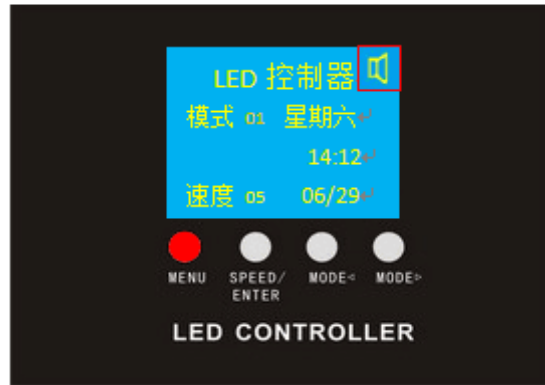 LED 控制器
模式 01 星期六
14:12
速度 05 06/29
MENU SPEED/ENTER MODE◁ MODE▷
LED CONTROLLER